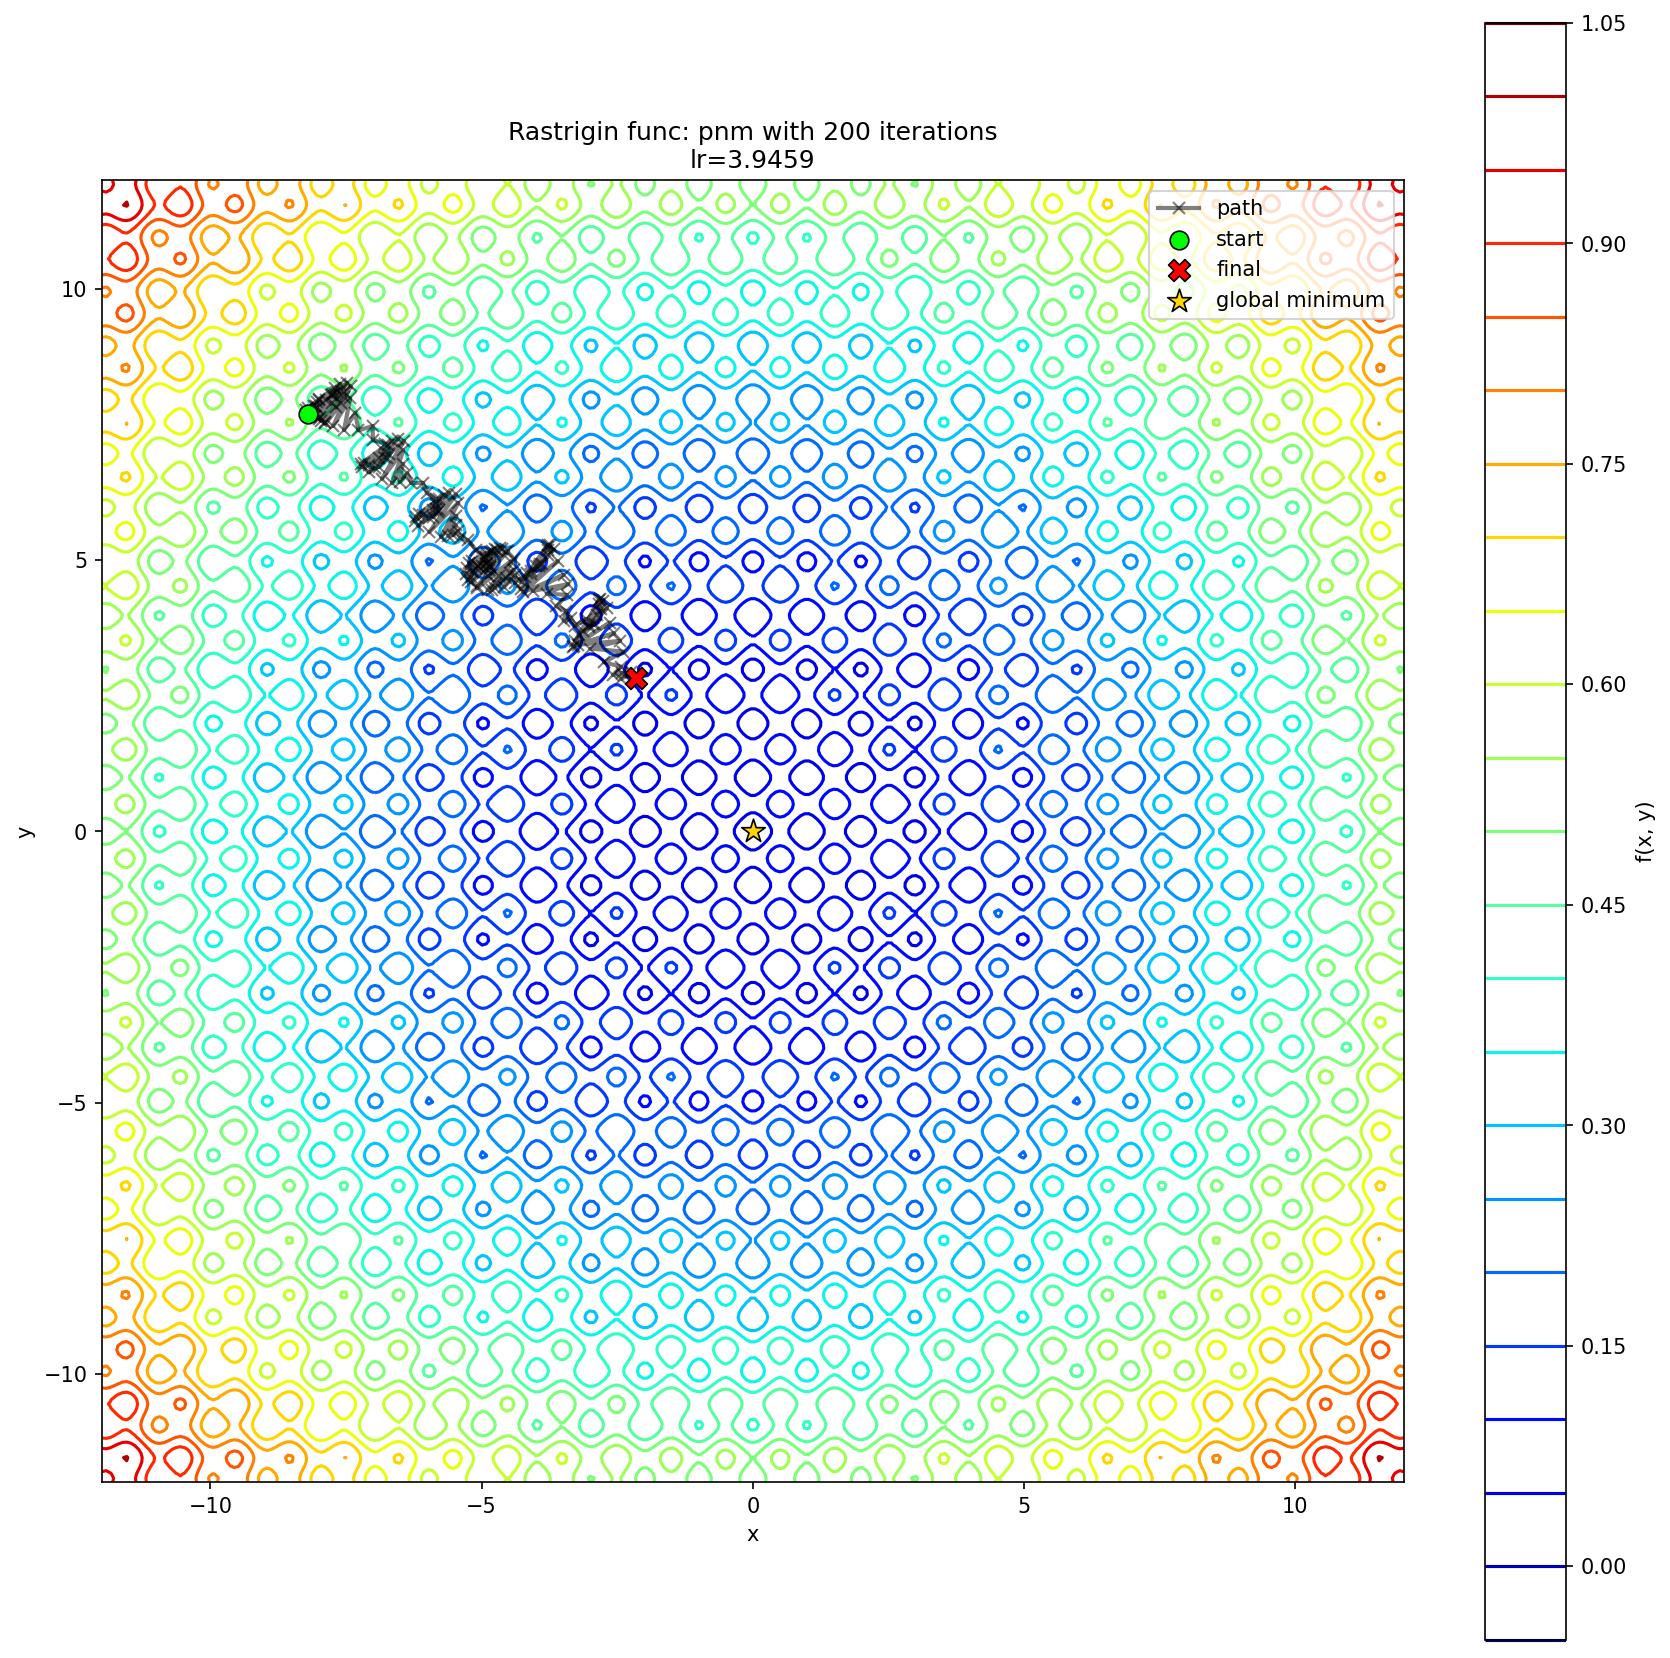 Rastrigin func: pnm with 200 iterations
lr=3.9459
path
start
final
global minimum
10
5
0
−5
−10
y
−10
−5
0
5
10
x
1.05
0.90
0.75
0.60
0.45
0.30
0.15
0.00
f(x, y)